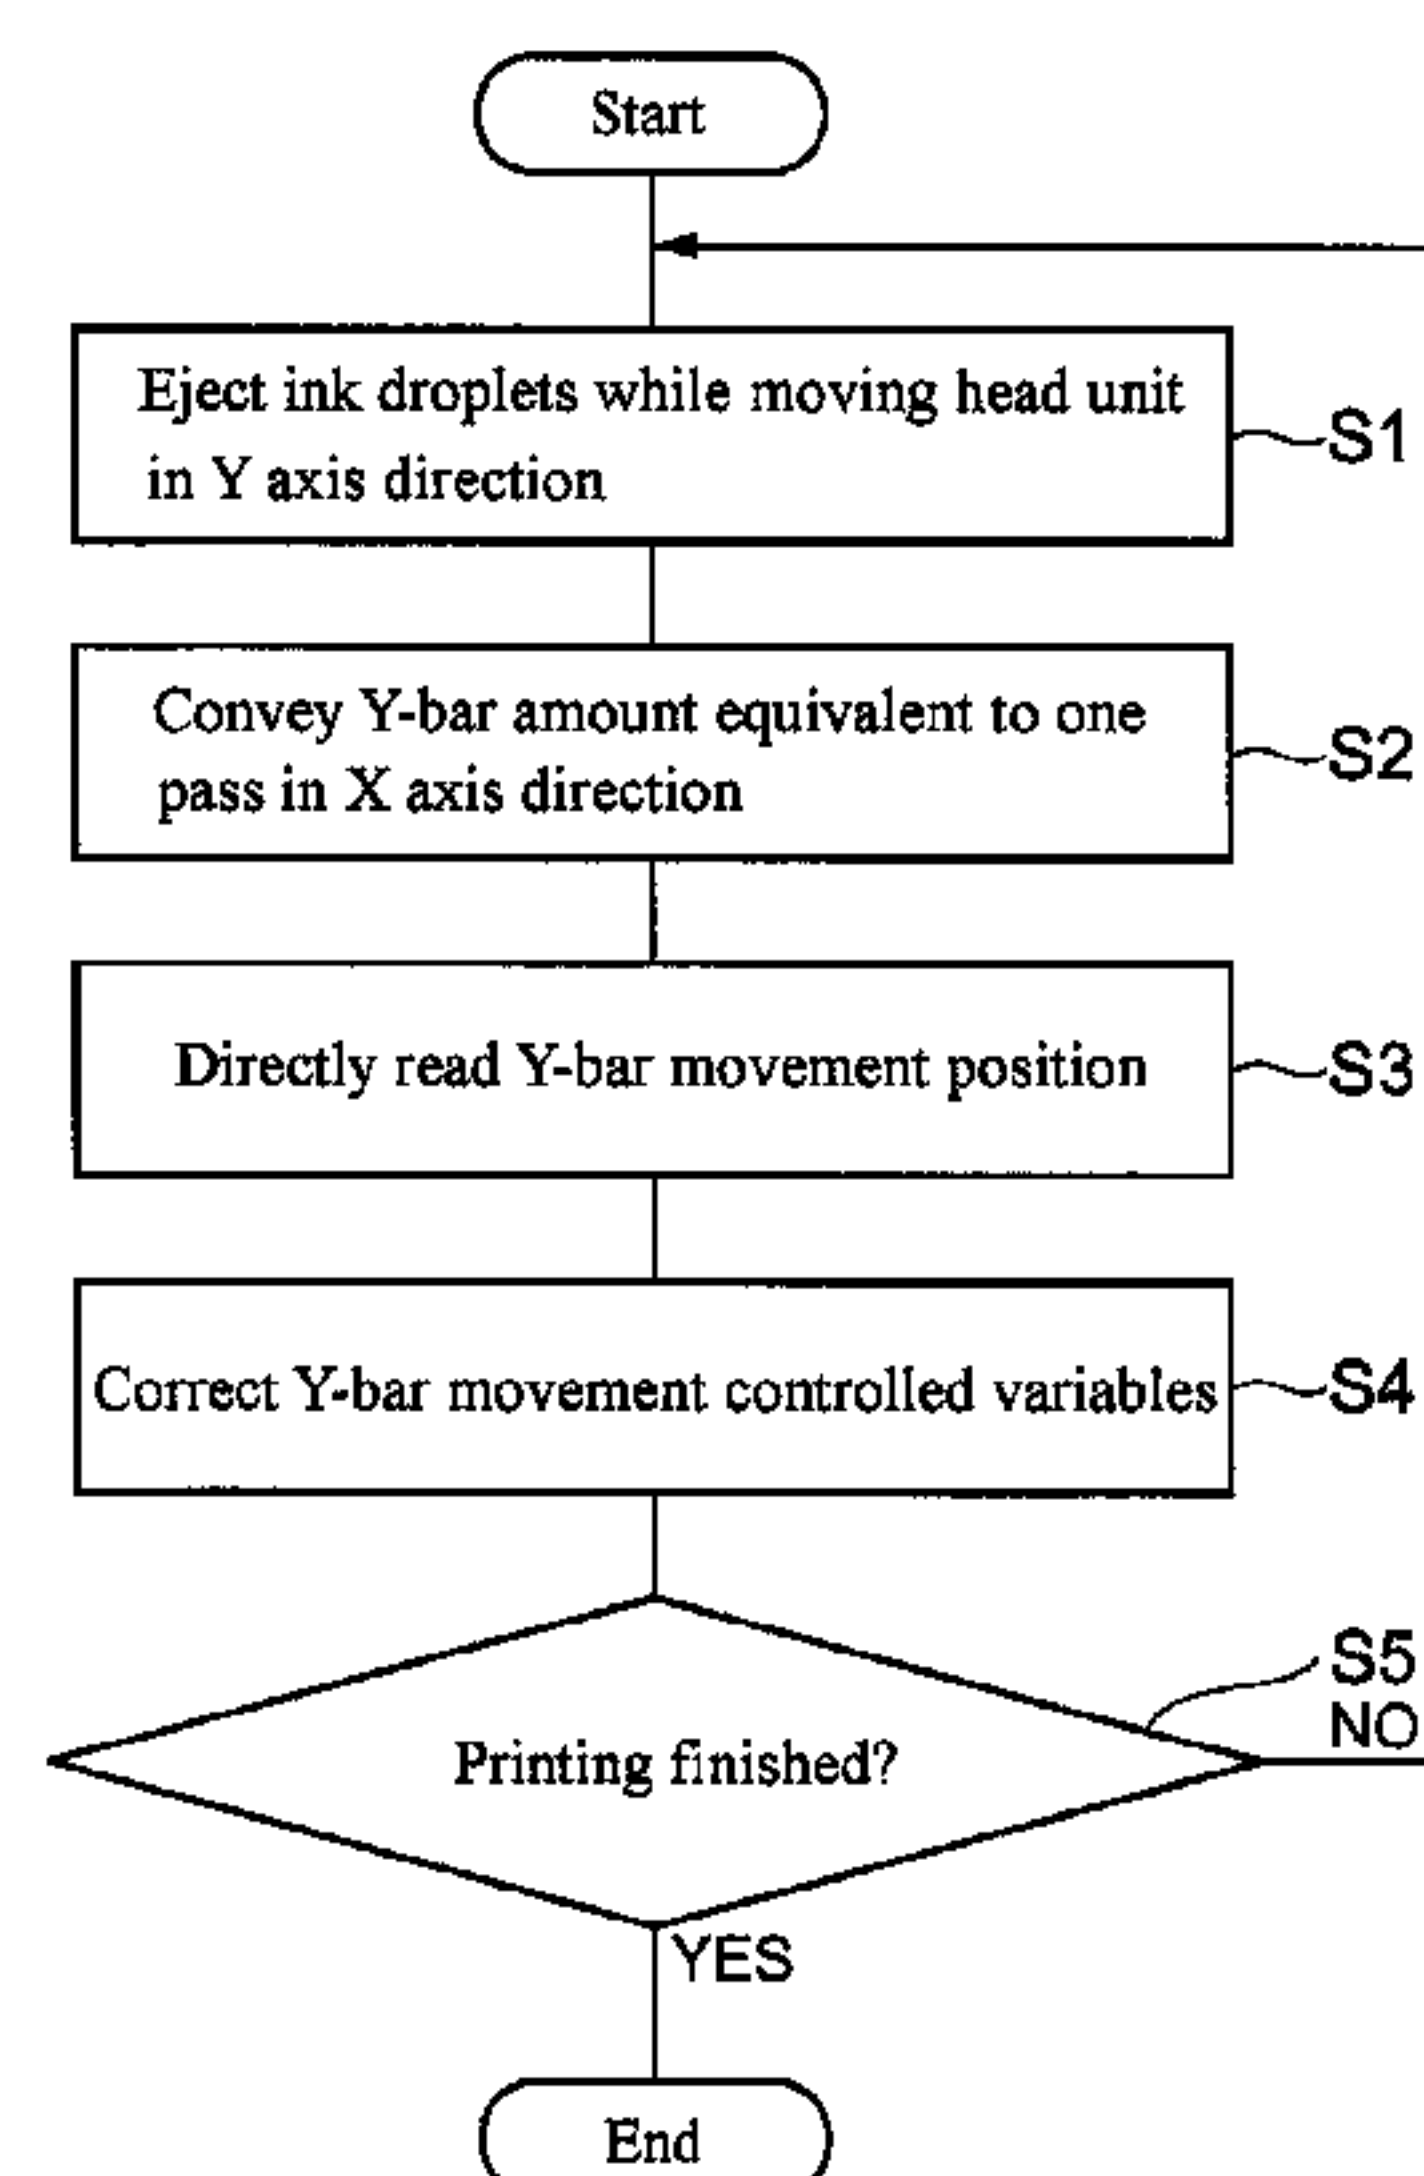 Start
Eject ink droplets while moving head unit
in Y axis direction
S1
Convey Y-bar amount equivalent to one
pass in X axis direction
S2
Directly read Y-bar movement position
S3
Correct Y-bar movement controlled variables
S4
S5
NO
Printing finished?
YES
End